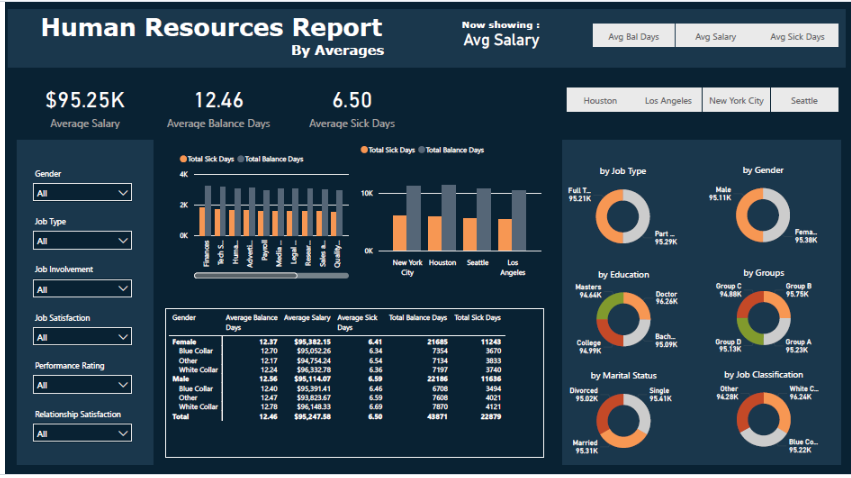 Human Resources Report
By Averages
Now showing :
Avg Salary
Avg Bal Days
Avg Salary
Avg Sick Days
$95.25K
Average Salary
12.46
Average Balance Days
6.50
Average Sick Days
Houston
Los Angeles
New York City
Seattle
Gender
All
Job Type
All
Job Involvement
All
Job Satisfaction
All
Performance Rating
All
Relationship Satisfaction
All
Total Sick Days Total Balance Days
4K
2K
0K
Finances
Tech S...
Huma...
Adveti...
Payroll
Media ...
Legal ...
Resear...
Sales a...
Quality...
Total Sick Days Total Balance Days
10K
0K
New York City
Houston
Seattle
Los Angeles
Gender Average Balance Days Average Salary Average Sick Days Total Balance Days Total Sick Days
Female 12.37 $95,382.15 6.41 21685 11243
Blue Collar 12.70 $95,052.26 6.34 7354 3670
Other 12.17 $94,754.24 6.54 7134 3833
White Collar 12.24 $96,332.78 6.36 7197 3740
Male 12.56 $95,114.07 6.59 22186 11636
Blue Collar 12.40 $95,391.41 6.46 6708 3494
Other 12.47 $93,823.67 6.59 7608 4021
White Collar 12.78 $96,148.33 6.69 7870 4121
Total 12.46 $95,247.58 6.50 43871 22879
by Job Type
Full T...
95.21K
Part ...
95.29K
by Gender
Male
95.11K
Fema...
95.38K
by Education
Masters
94.64K
Doctor
96.26K
College
94.99K
Bach...
95.09K
by Groups
Group C
94.88K
Group B
95.75K
Group D
95.13K
Group A
95.23K
by Marital Status
Divorced
95.02K
Single
95.41K
Married
95.31K
by Job Classification
Other
94.28K
White C...
96.24K
Blue Co...
95.22K